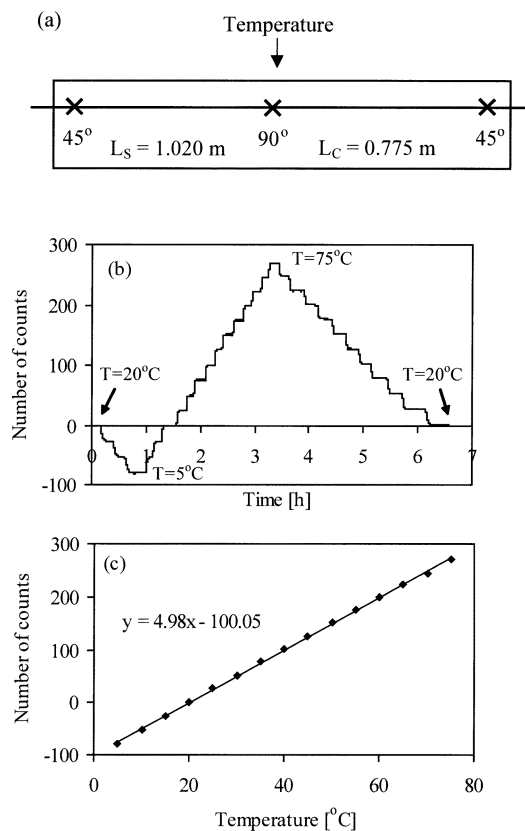 (a)
Temperature
45° 90° 45°
L_S = 1.020 m L_C = 0.775 m
(b)
Number of counts
300
200
100
0
-100
T=75°C
T=20°C
T=20°C
T=5°C
0 1 2 3 4 5 6 7
Time [h]
(c)
Number of counts
300
200
100
0
-100
y = 4.98x - 100.05
0 20 40 60 80
Temperature [°C]